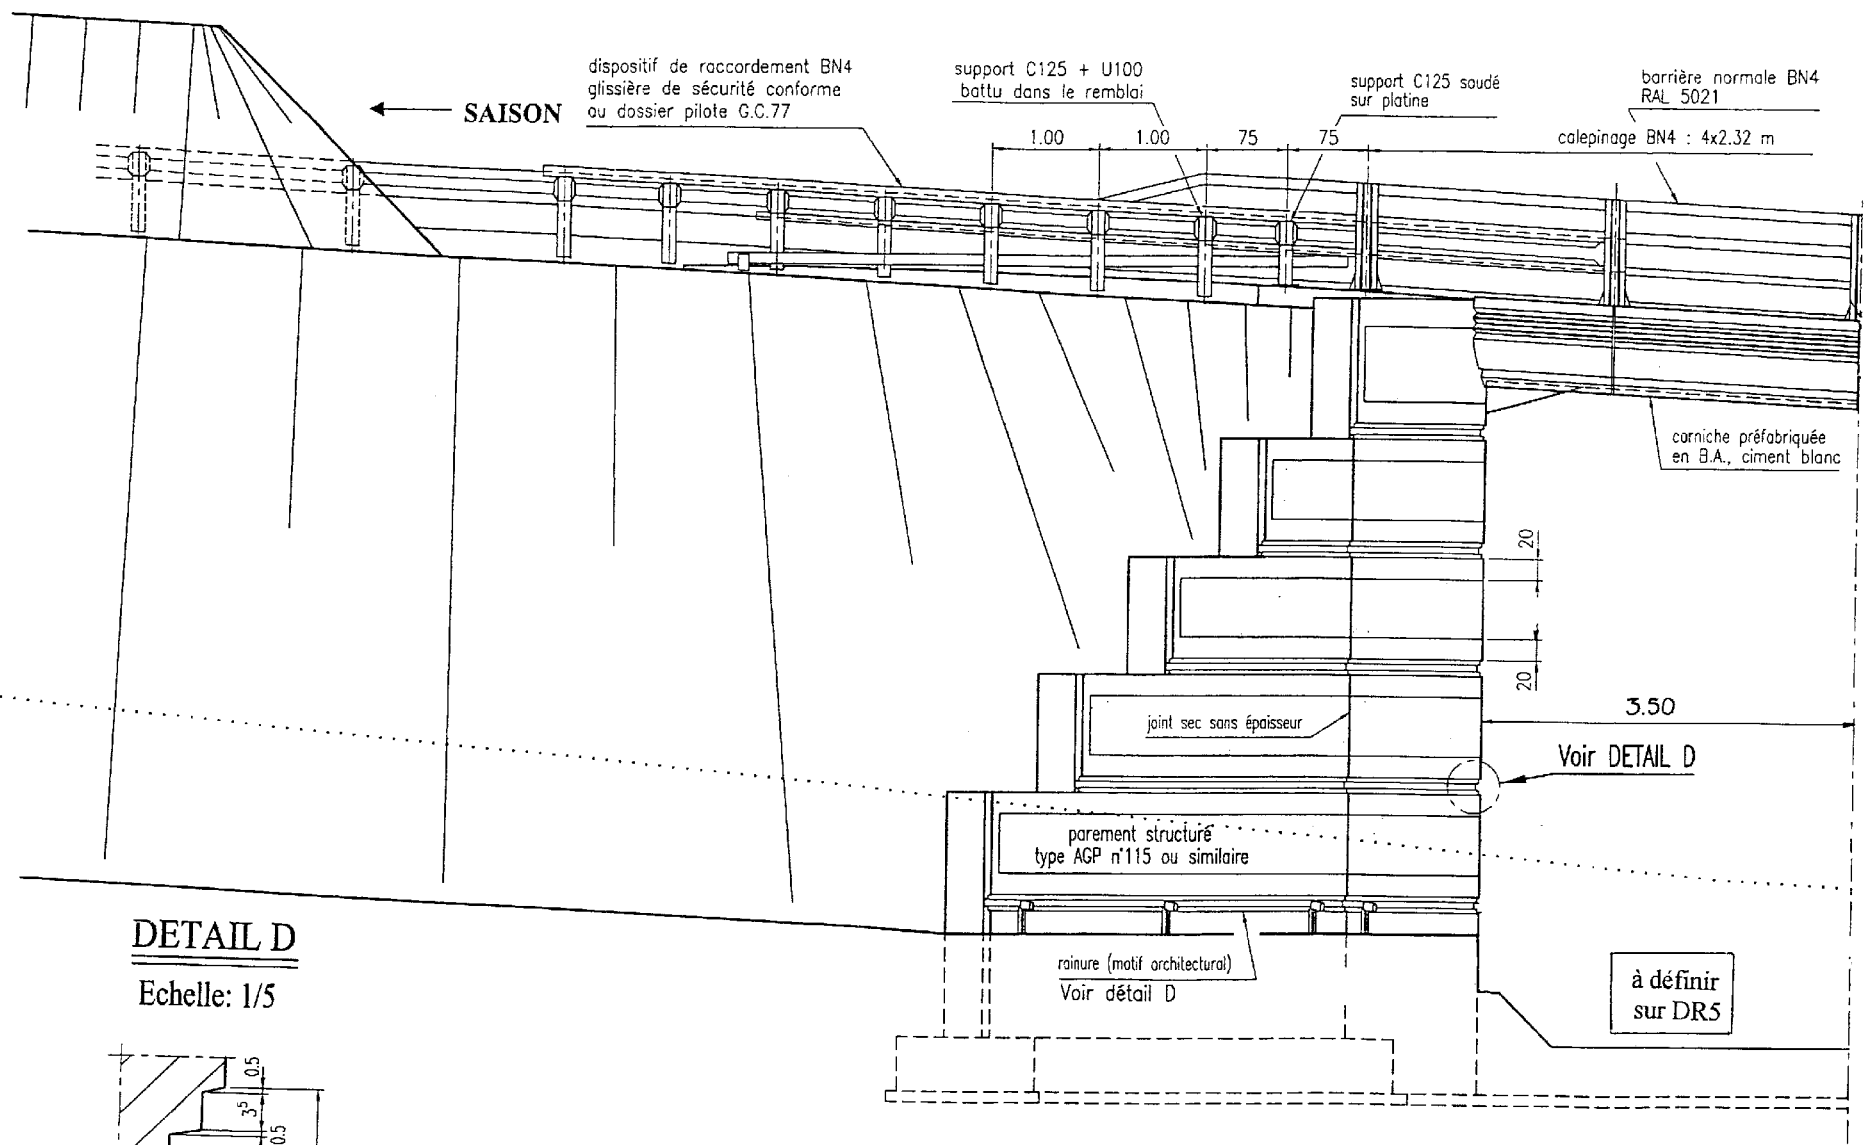 dispositif de raccordement BN4
glissière de sécurité conforme
au dossier pilote G.C.77
SAISON
support C125 + U100
battu dans le remblai
support C125 soudé
sur platine
barrière normale BN4
RAL 5021
calepinage BN4 : 4x2.32 m
1.00
1.00
75
75
corniche préfabriquée
en B.A., ciment blanc
20
20
3.50
joint sec sans épaisseur
Voir DETAIL D
parement structuré
type AGP n°115 ou similaire
rainure (motif architectural)
Voir détail D
à définir
sur DR5
DETAIL D
Echelle: 1/5
0.5
3⁵
0.5